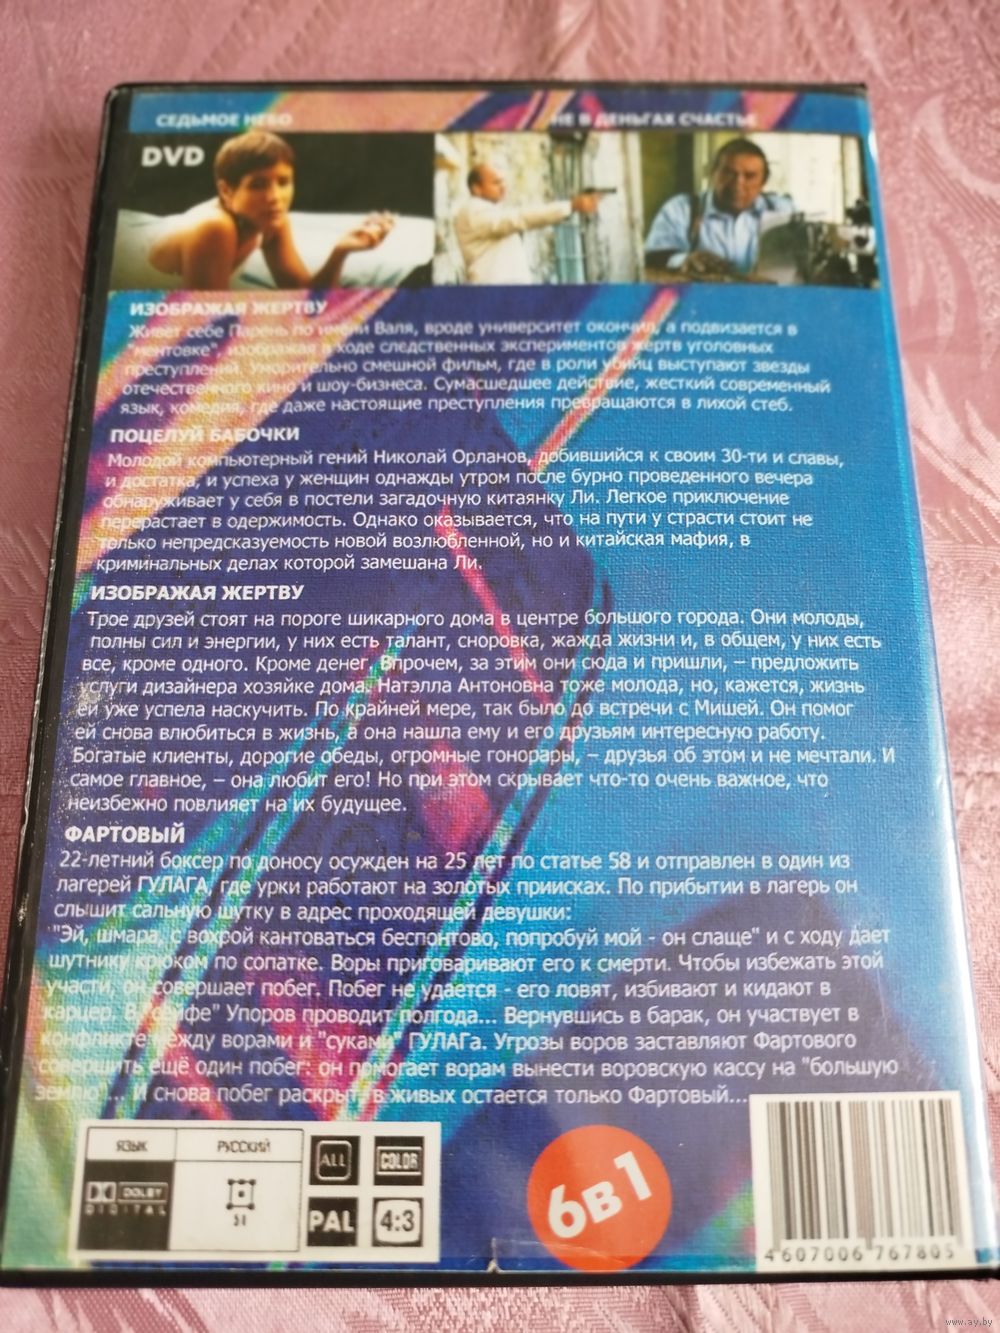 СЕДЬМОЕ НЕБО
НЕ В ДЕНЬГАХ СЧАСТЬЕ
DVD
ИЗОБРАЖАЯ ЖЕРТВУ
Живет себе Парень по имени Валя, вроде университет окончил, а подвизается в
"ментовке", изображая в ходе следственных экспериментов жертв уголовных
преступлений. Уморительно смешной фильм, где в роли убийц выступают звезды
отечественного кино и шоу-бизнеса. Сумасшедшее действие, жесткий современный
язык, комедия, где даже настоящие преступления превращаются в лихой стеб.
ПОЦЕЛУЙ БАБОЧКИ
Молодой компьютерный гений Николай Орланов, добившийся к своим 30-ти и славы,
и достатка, и успеха у женщин однажды утром после бурно проведенного вечера
обнаруживает у себя в постели загадочную китаянку Ли. Легкое приключение
перерастает в одержимость. Однако оказывается, что на пути у страсти стоит не
только непредсказуемость новой возлюбленной, но и китайская мафия, в
криминальных делах которой замешана Ли.
ИЗОБРАЖАЯ ЖЕРТВУ
Трое друзей стоят на пороге шикарного дома в центре большого города. Они молоды,
полны сил и энергии, у них есть талант, сноровка, жажда жизни и, в общем, у них есть
все, кроме одного. Кроме денег. Впрочем, за этим они сюда и пришли, – предложить
услуги дизайнера хозяйке дома. Натэлла Антоновна тоже молода, но, кажется, жизнь
ей уже успела наскучить. По крайней мере, так было до встречи с Мишей. Он помог
ей снова влюбиться в жизнь, а она нашла ему и его друзьям интересную работу.
Богатые клиенты, дорогие обеды, огромные гонорары, – друзья об этом и не мечтали. И
самое главное, – она любит его! Но при этом скрывает что-то очень важное, что
неизбежно повлияет на их будущее.
ФАРТОВЫЙ
22-летний боксер по доносу осужден на 25 лет по статье 58 и отправлен в один из
лагерей ГУЛАГА, где урки работают на золотых приисках. По прибытии в лагерь он
слышит сальную шутку в адрес проходящей девушки:
"Эй, шмара, с вохрой кантоваться беспонтово, попробуй мой - он слаще" и с ходу дает
шутнику крюком по сопатке. Воры приговаривают его к смерти. Чтобы избежать этой
участи, он совершает побег. Побег не удается - его ловят, избивают и кидают в
карцер. В "сейфе" Упоров проводит полгода... Вернувшись в барак, он участвует в
конфликте между ворами и "суками" ГУЛАГа. Угрозы воров заставляют Фартового
совершить ещё один побег: он помогает ворам вынести воровскую кассу на "большую
землю"... И снова побег раскрыт, в живых остается только Фартовый...
ЯЗЫК
РУССКИЙ
DOLBY
DIGITAL
51
ALL
COLOR
PAL
4:3
6 в 1
4 607006 767805
www.ay.by